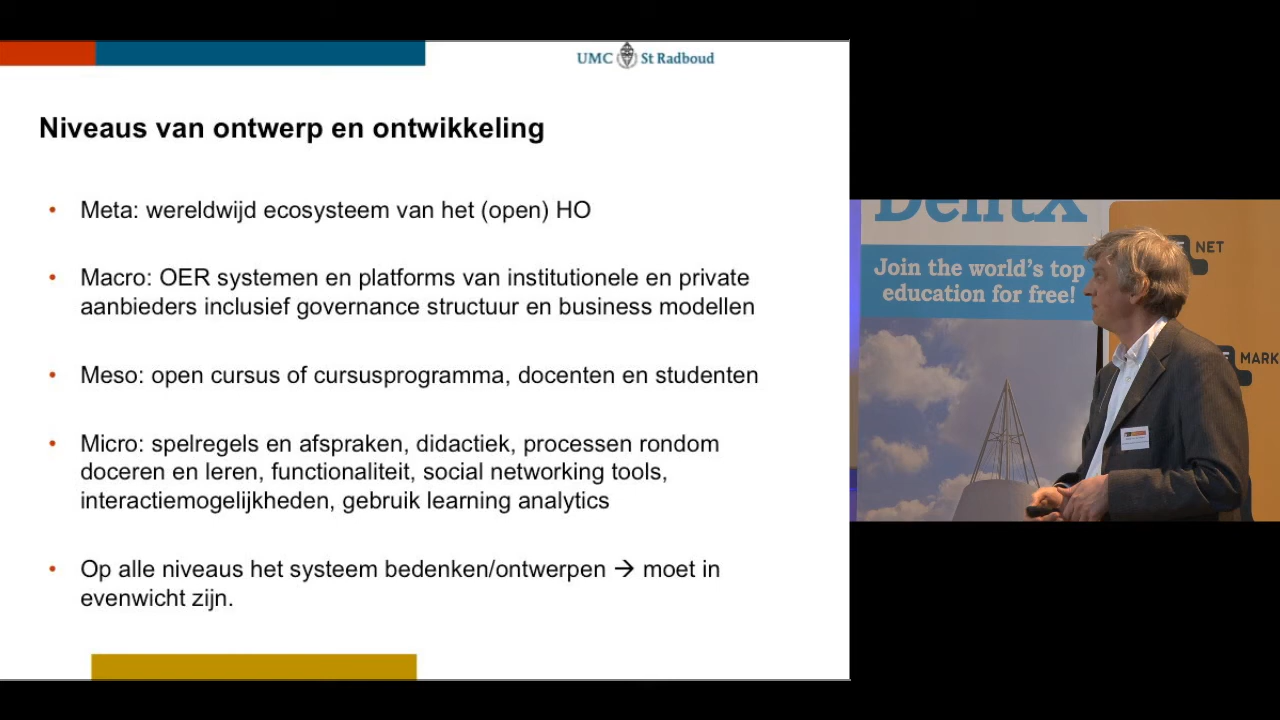 UMC St Radboud
Niveaus van ontwerp en ontwikkeling
• Meta: wereldwijd ecosysteem van het (open) HO
• Macro: OER systemen en platforms van institutionele en private
aanbieders inclusief governance structuur en business modellen
• Meso: open cursus of cursusprogramma, docenten en studenten
• Micro: spelregels en afspraken, didactiek, processen rondom
doceren en leren, functionaliteit, social networking tools,
interactiemogelijkheden, gebruik learning analytics
• Op alle niveaus het systeem bedenken/ontwerpen → moet in
evenwicht zijn.
DelftX
Join the world's top
education for free!
NET
MARK